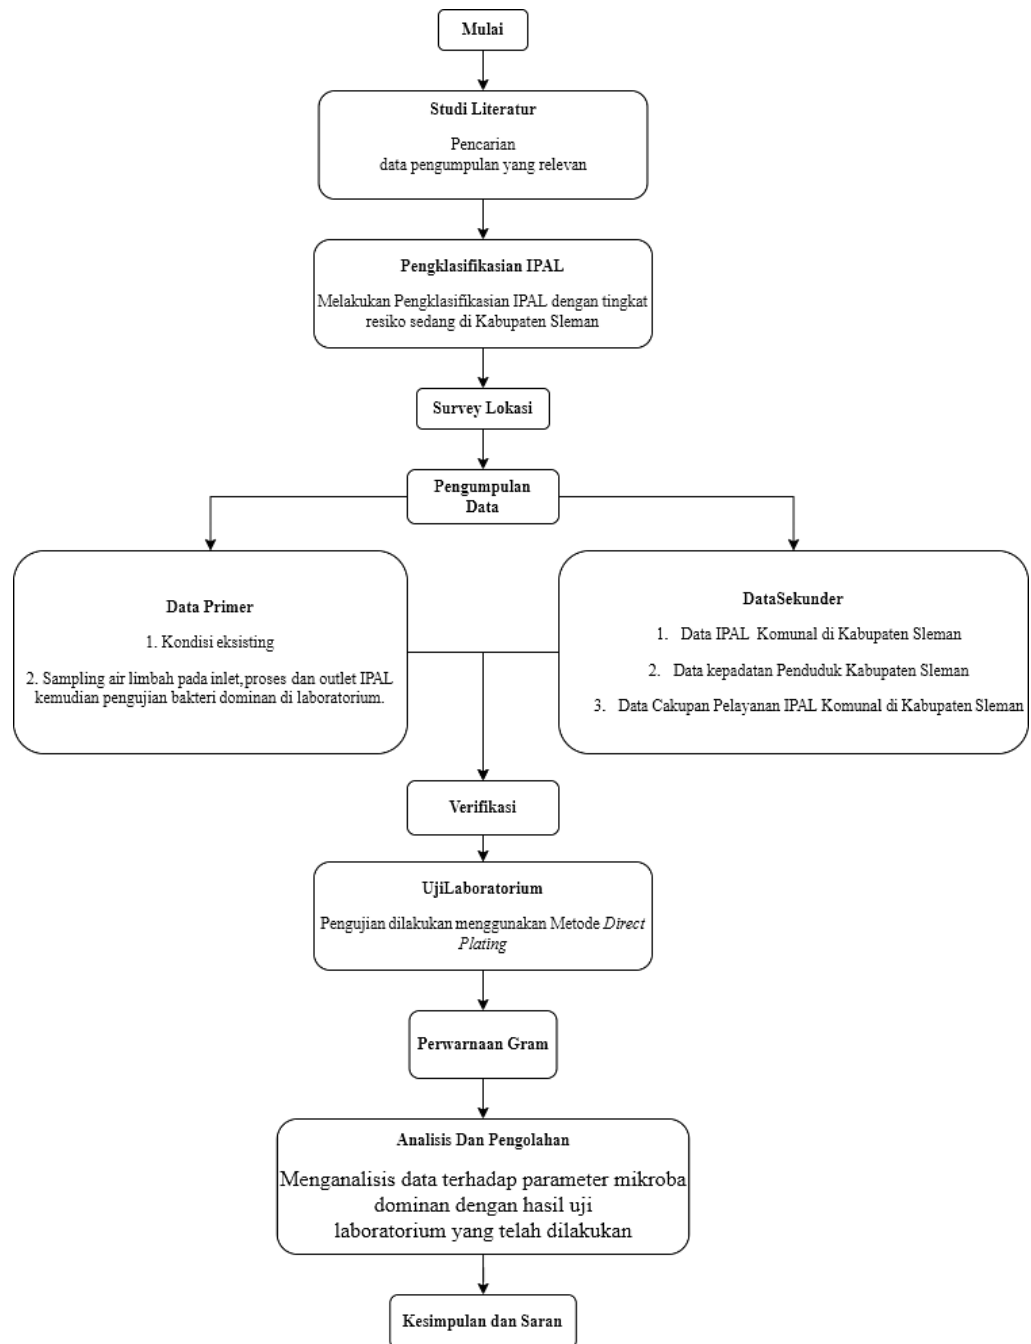 Mulai
Studi Literatur
Pencarian
data pengumpulan yang relevan
Pengklasifikasian IPAL
Melakukan Pengklasifikasian IPAL dengan tingkat
resiko sedang di Kabupaten Sleman
Survey Lokasi
Pengumpulan
Data
Data Primer
1. Kondisi eksisting
2. Sampling air limbah pada inlet,proses dan outlet IPAL
kemudian pengujian bakteri dominan di laboratorium.
DataSekunder
1. Data IPAL Komunal di Kabupaten Sleman
2. Data kepadatan Penduduk Kabupaten Sleman
3. Data Cakupan Pelayanan IPAL Komunal di Kabupaten Sleman
Verifikasi
UjiLaboratorium
Pengujian dilakukan menggunakan Metode Direct
Plating
Perwarnaan Gram
Analisis Dan Pengolahan
Menganalisis data terhadap parameter mikroba
dominan dengan hasil uji
laboratorium yang telah dilakukan
Kesimpulan dan Saran